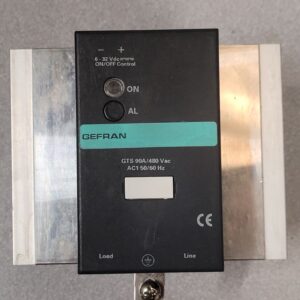 - +
6 - 32 Vdc
ON/OFF Control
ON
AL
GEFRAN
GTS 90A/480 Vac
AC1 50/60 Hz
CE
Load
Line